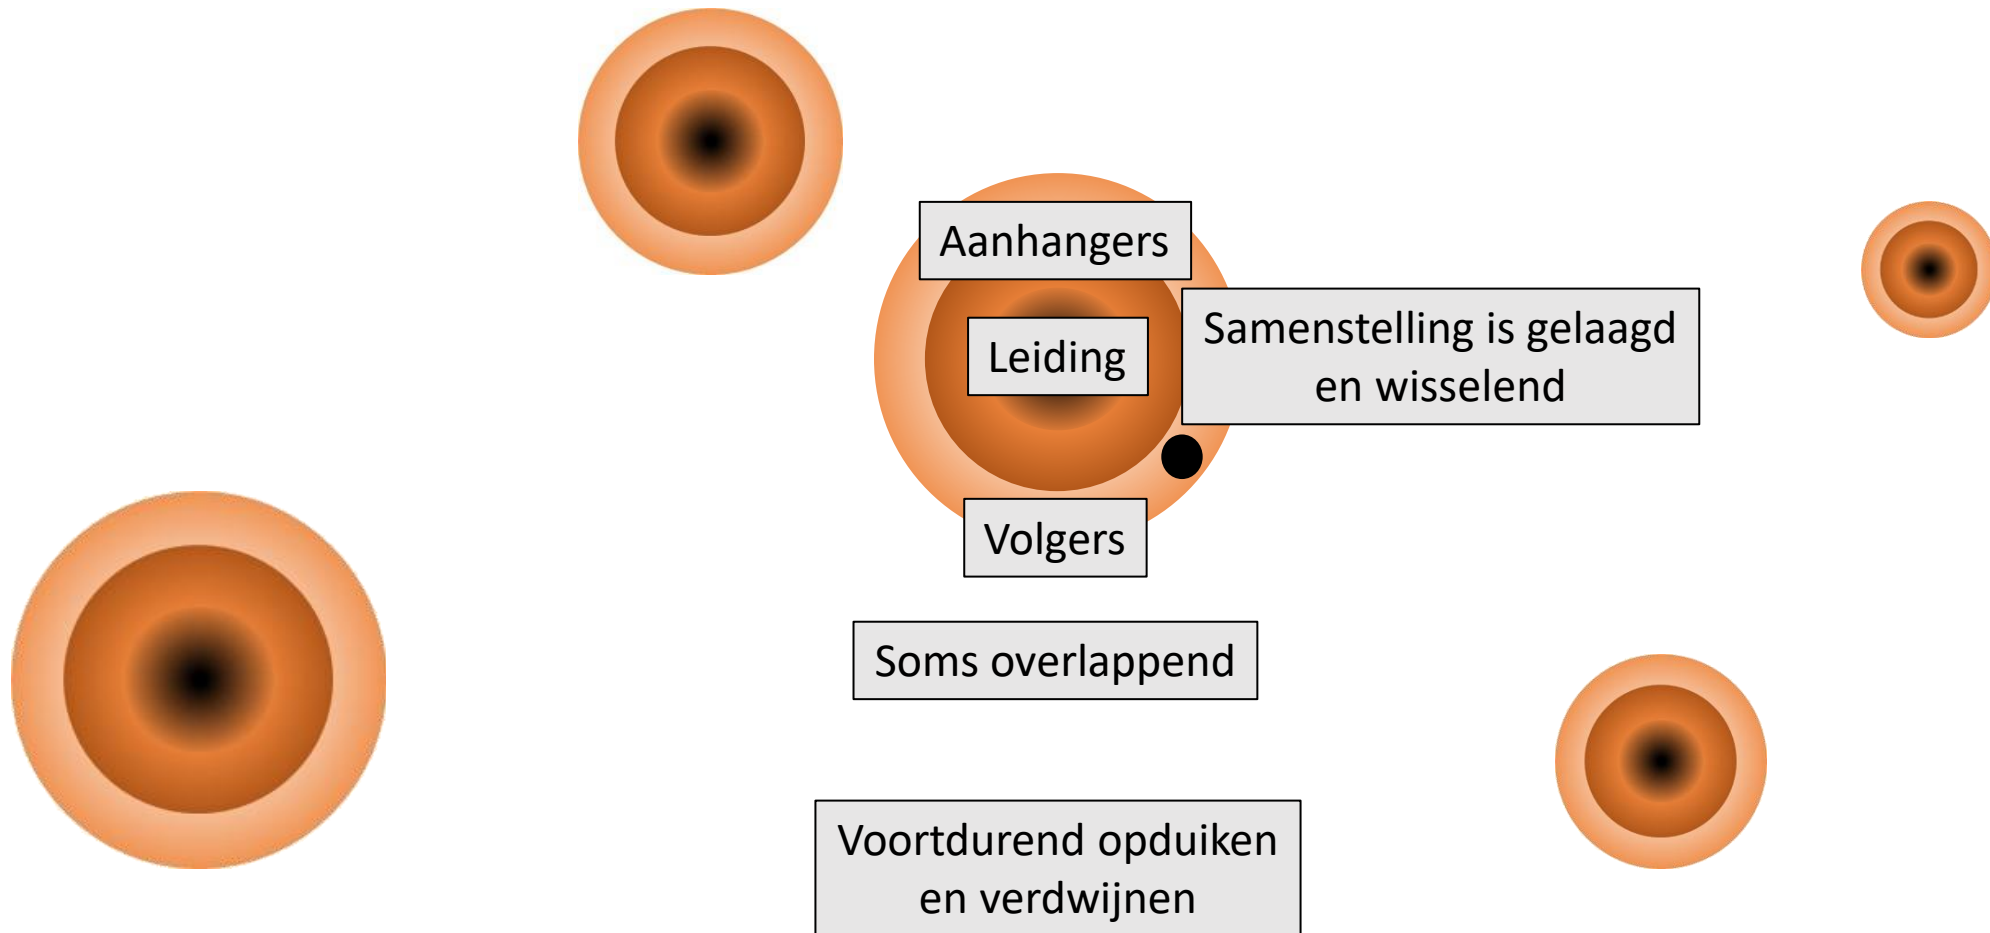 Aanhangers
Leiding
Samenstelling is gelaagd
en wisselend
Volgers
Soms overlappend
Voortdurend opduiken
en verdwijnen